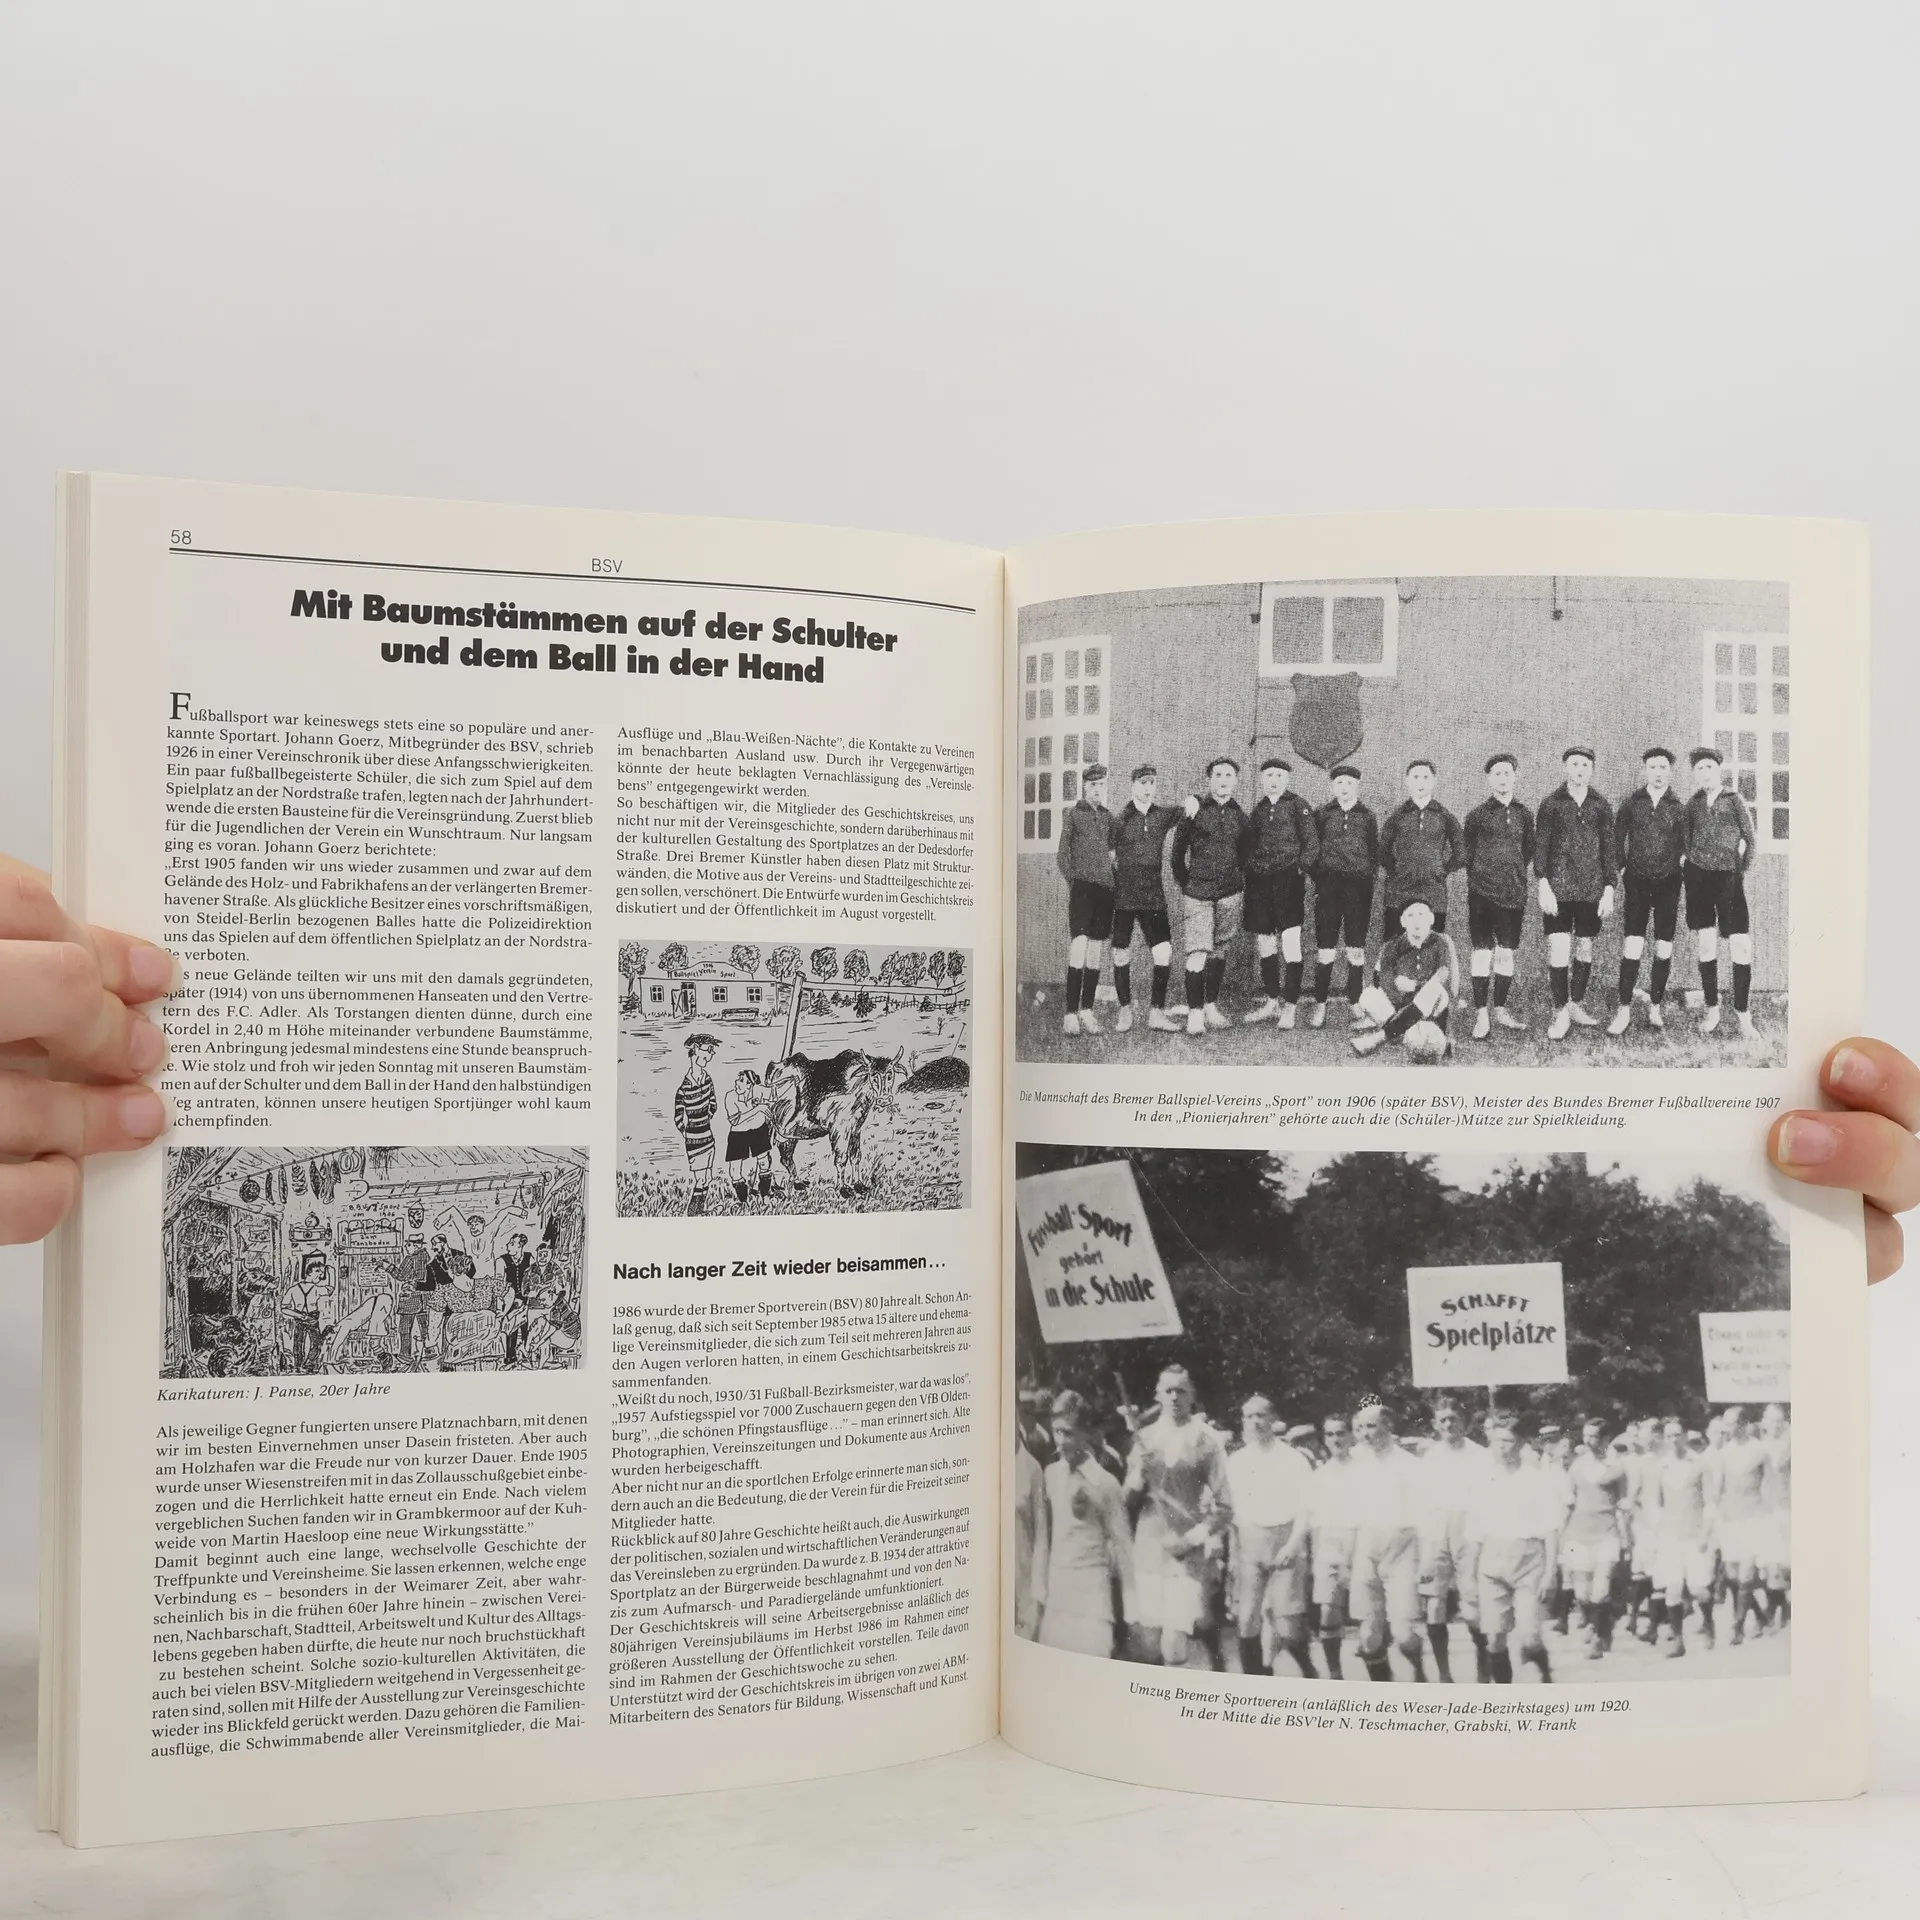 58
BSV
Mit Baumstämmen auf der Schulter
und dem Ball in der Hand
Fußballsport war keineswegs stets eine so populäre und aner-
kannte Sportart. Johann Goerz, Mitbegründer des BSV, schrieb
1926 in einer Vereinschronik über diese Anfangsschwierigkeiten.
Ein paar fußballbegeisterte Schüler, die sich zum Spiel auf dem
Spielplatz an der Nordstraße trafen, legten nach der Jahrhundert-
wende die ersten Bausteine für die Vereinsgründung. Zuerst blieb
für die Jugendlichen der Verein ein Wunschtraum. Nur langsam
ging es voran. Johann Goerz berichtete:
„Erst 1905 fanden wir uns wieder zusammen und zwar auf dem
Gelände des Holz- und Fabrikhafens an der verlängerten Bremer-
havener Straße. Als glückliche Besitzer eines vorschriftsmäßigen,
von Steidel-Berlin bezogenen Balles hatte die Polizeidirektion
uns das Spielen auf dem öffentlichen Spielplatz an der Nordstra-
ße verboten.
s neue Gelände teilten wir uns mit den damals gegründeten,
später (1914) von uns übernommenen Hanseaten und den Vertre-
tern des F.C. Adler. Als Torstangen dienten dünne, durch eine
Kordel in 2,40 m Höhe miteinander verbundene Baumstämme,
eren Anbringung jedesmal mindestens eine Stunde beanspruch-
e. Wie stolz und froh wir jeden Sonntag mit unseren Baumstäm-
men auf der Schulter und dem Ball in der Hand den halbstündigen
eg antraten, können unsere heutigen Sportjünger wohl kaum
chempfinden.
B.B.V. „Sport"
von 1906
Zum
Tanzboden
Karikaturen: J. Panse, 20er Jahre
Als jeweilige Gegner fungierten unsere Platznachbarn, mit denen
wir im besten Einvernehmen unser Dasein fristeten. Aber auch
am Holzhafen war die Freude nur von kurzer Dauer. Ende 1905
wurde unser Wiesenstreifen mit in das Zollausschußgebiet einbe-
zogen und die Herrlichkeit hatte erneut ein Ende. Nach vielem
vergeblichen Suchen fanden wir in Grambkermoor auf der Kuh-
weide von Martin Haesloop eine neue Wirkungsstätte."
Damit beginnt auch eine lange, wechselvolle Geschichte der
Treffpunkte und Vereinsheime. Sie lassen erkennen, welche enge
Verbindung es – besonders in der Weimarer Zeit, aber wahr-
scheinlich bis in die frühen 60er Jahre hinein – zwischen Verei-
nen, Nachbarschaft, Stadtteil, Arbeitswelt und Kultur des Alltags-
lebens gegeben haben dürfte, die heute nur noch bruchstückhaft
zu bestehen scheint. Solche sozio-kulturellen Aktivitäten, die
auch bei vielen BSV-Mitgliedern weitgehend in Vergessenheit ge-
raten sind, sollen mit Hilfe der Ausstellung zur Vereinsgeschichte
wieder ins Blickfeld gerückt werden. Dazu gehören die Familien-
ausflüge, die Schwimmabende aller Vereinsmitglieder, die Mai-
Ausflüge und „Blau-Weißen-Nächte", die Kontakte zu Vereinen
im benachbarten Ausland usw. Durch ihr Vergegenwärtigen
könnte der heute beklagten Vernachlässigung des „Vereinsle-
bens" entgegengewirkt werden.
So beschäftigen wir, die Mitglieder des Geschichtskreises, uns
nicht nur mit der Vereinsgeschichte, sondern darüberhinaus mit
der kulturellen Gestaltung des Sportplatzes an der Dedesdorfer
Straße. Drei Bremer Künstler haben diesen Platz mit Struktur-
wänden, die Motive aus der Vereins- und Stadtteilgeschichte zei-
gen sollen, verschönert. Die Entwürfe wurden im Geschichtskreis
diskutiert und der Öffentlichkeit im August vorgestellt.
1906
Ballspiel Verein Sport
Nach langer Zeit wieder beisammen...
1986 wurde der Bremer Sportverein (BSV) 80 Jahre alt. Schon An-
laß genug, daß sich seit September 1985 etwa 15 ältere und ehema-
lige Vereinsmitglieder, die sich zum Teil seit mehreren Jahren aus
den Augen verloren hatten, in einem Geschichtsarbeitskreis zu-
sammenfanden.
„Weißt du noch, 1930/31 Fußball-Bezirksmeister, war da was los",
„1957 Aufstiegsspiel vor 7000 Zuschauern gegen den VfB Olden-
burg", „die schönen Pfingstausflüge..." – man erinnert sich. Alte
Photographien, Vereinszeitungen und Dokumente aus Archiven
wurden herbeigeschafft.
Aber nicht nur an die sportlchen Erfolge erinnerte man sich, son-
dern auch an die Bedeutung, die der Verein für die Freizeit seiner
Mitglieder hatte.
Rückblick auf 80 Jahre Geschichte heißt auch, die Auswirkungen
der politischen, sozialen und wirtschaftlichen Veränderungen auf
das Vereinsleben zu ergründen. Da wurde z. B. 1934 der attraktive
Sportplatz an der Bürgerweide beschlagnahmt und von den Na-
zis zum Aufmarsch- und Paradiergelände umfunktioniert.
Der Geschichtskreis will seine Arbeitsergebnisse anläßlich des
80jährigen Vereinsjubiläums im Herbst 1986 im Rahmen einer
größeren Ausstellung der Öffentlichkeit vorstellen. Teile davon
sind im Rahmen der Geschichtswoche zu sehen.
Unterstützt wird der Geschichtskreis im übrigen von zwei ABM-
Mitarbeitern des Senators für Bildung, Wissenschaft und Kunst.
Die Mannschaft des Bremer Ballspiel-Vereins „Sport" von 1906 (später BSV), Meister des Bundes Bremer Fußballvereine 1907
In den „Pionierjahren" gehörte auch die (Schüler-)Mütze zur Spielkleidung.
Fussball-Sport
gehört
in die Schule
SCHAFFT
Spielplätze
Umzug Bremer Sportverein (anläßlich des Weser-Jade-Bezirkstages) um 1920.
In der Mitte die BSV'ler N. Teschmacher, Grabski, W. Frank